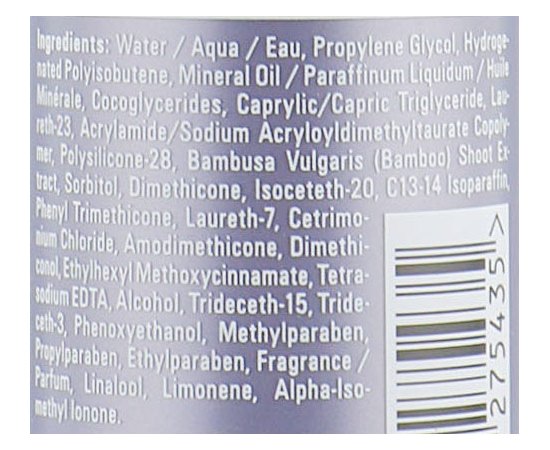 Ingredients: Water / Aqua / Eau, Propylene Glycol, Hydroge-
nated Polyisobutene, Mineral Oil / Paraffinum Liquidum / Huile
Minérale, Cocoglycerides, Caprylic/Capric Triglyceride, Lau-
reth-23, Acrylamide/Sodium Acryloyldimethyltaurate Copoly-
mer, Polysilicone-28, Bambusa Vulgaris (Bamboo) Shoot Ex-
tract, Sorbitol, Dimethicone, Isoceteth-20, C13-14 Isoparaffin,
Phenyl Trimethicone, Laureth-7, Cetrimo-
nium Chloride, Amodimethicone, Dimethi-
conol, Ethylhexyl Methoxycinnamate, Tetra-
sodium EDTA, Alcohol, Trideceth-15, Tride-
ceth-3, Phenoxyethanol, Methylparaben,
Propylparaben, Ethylparaben, Fragrance /
Parfum, Linalool, Limonene, Alpha-Iso-
methyl Ionone.
275435>